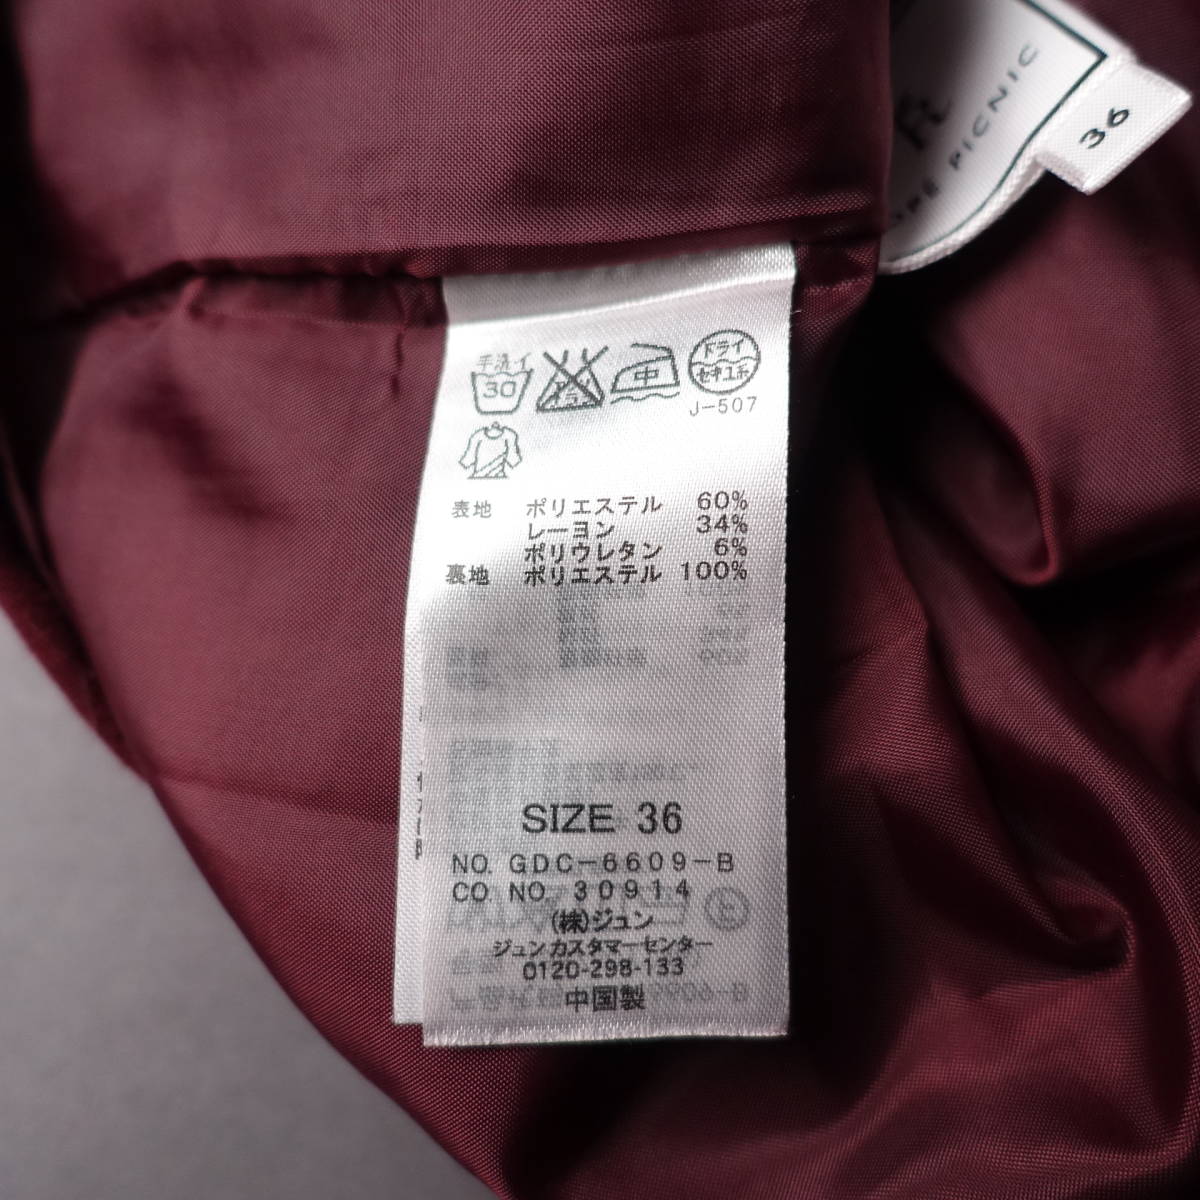 PICNIC
36
手洗イ
30
中
ドライ
セキユ系
J-507
表地 ポリエステル 60%
レーヨン 34%
ポリウレタン 6%
裏地 ポリエステル 100%
SIZE 36
NO. GDC-6609-B
CO. NO. 30914
(株)ジュン
ジュンカスタマーセンター
0120-298-133
中国製